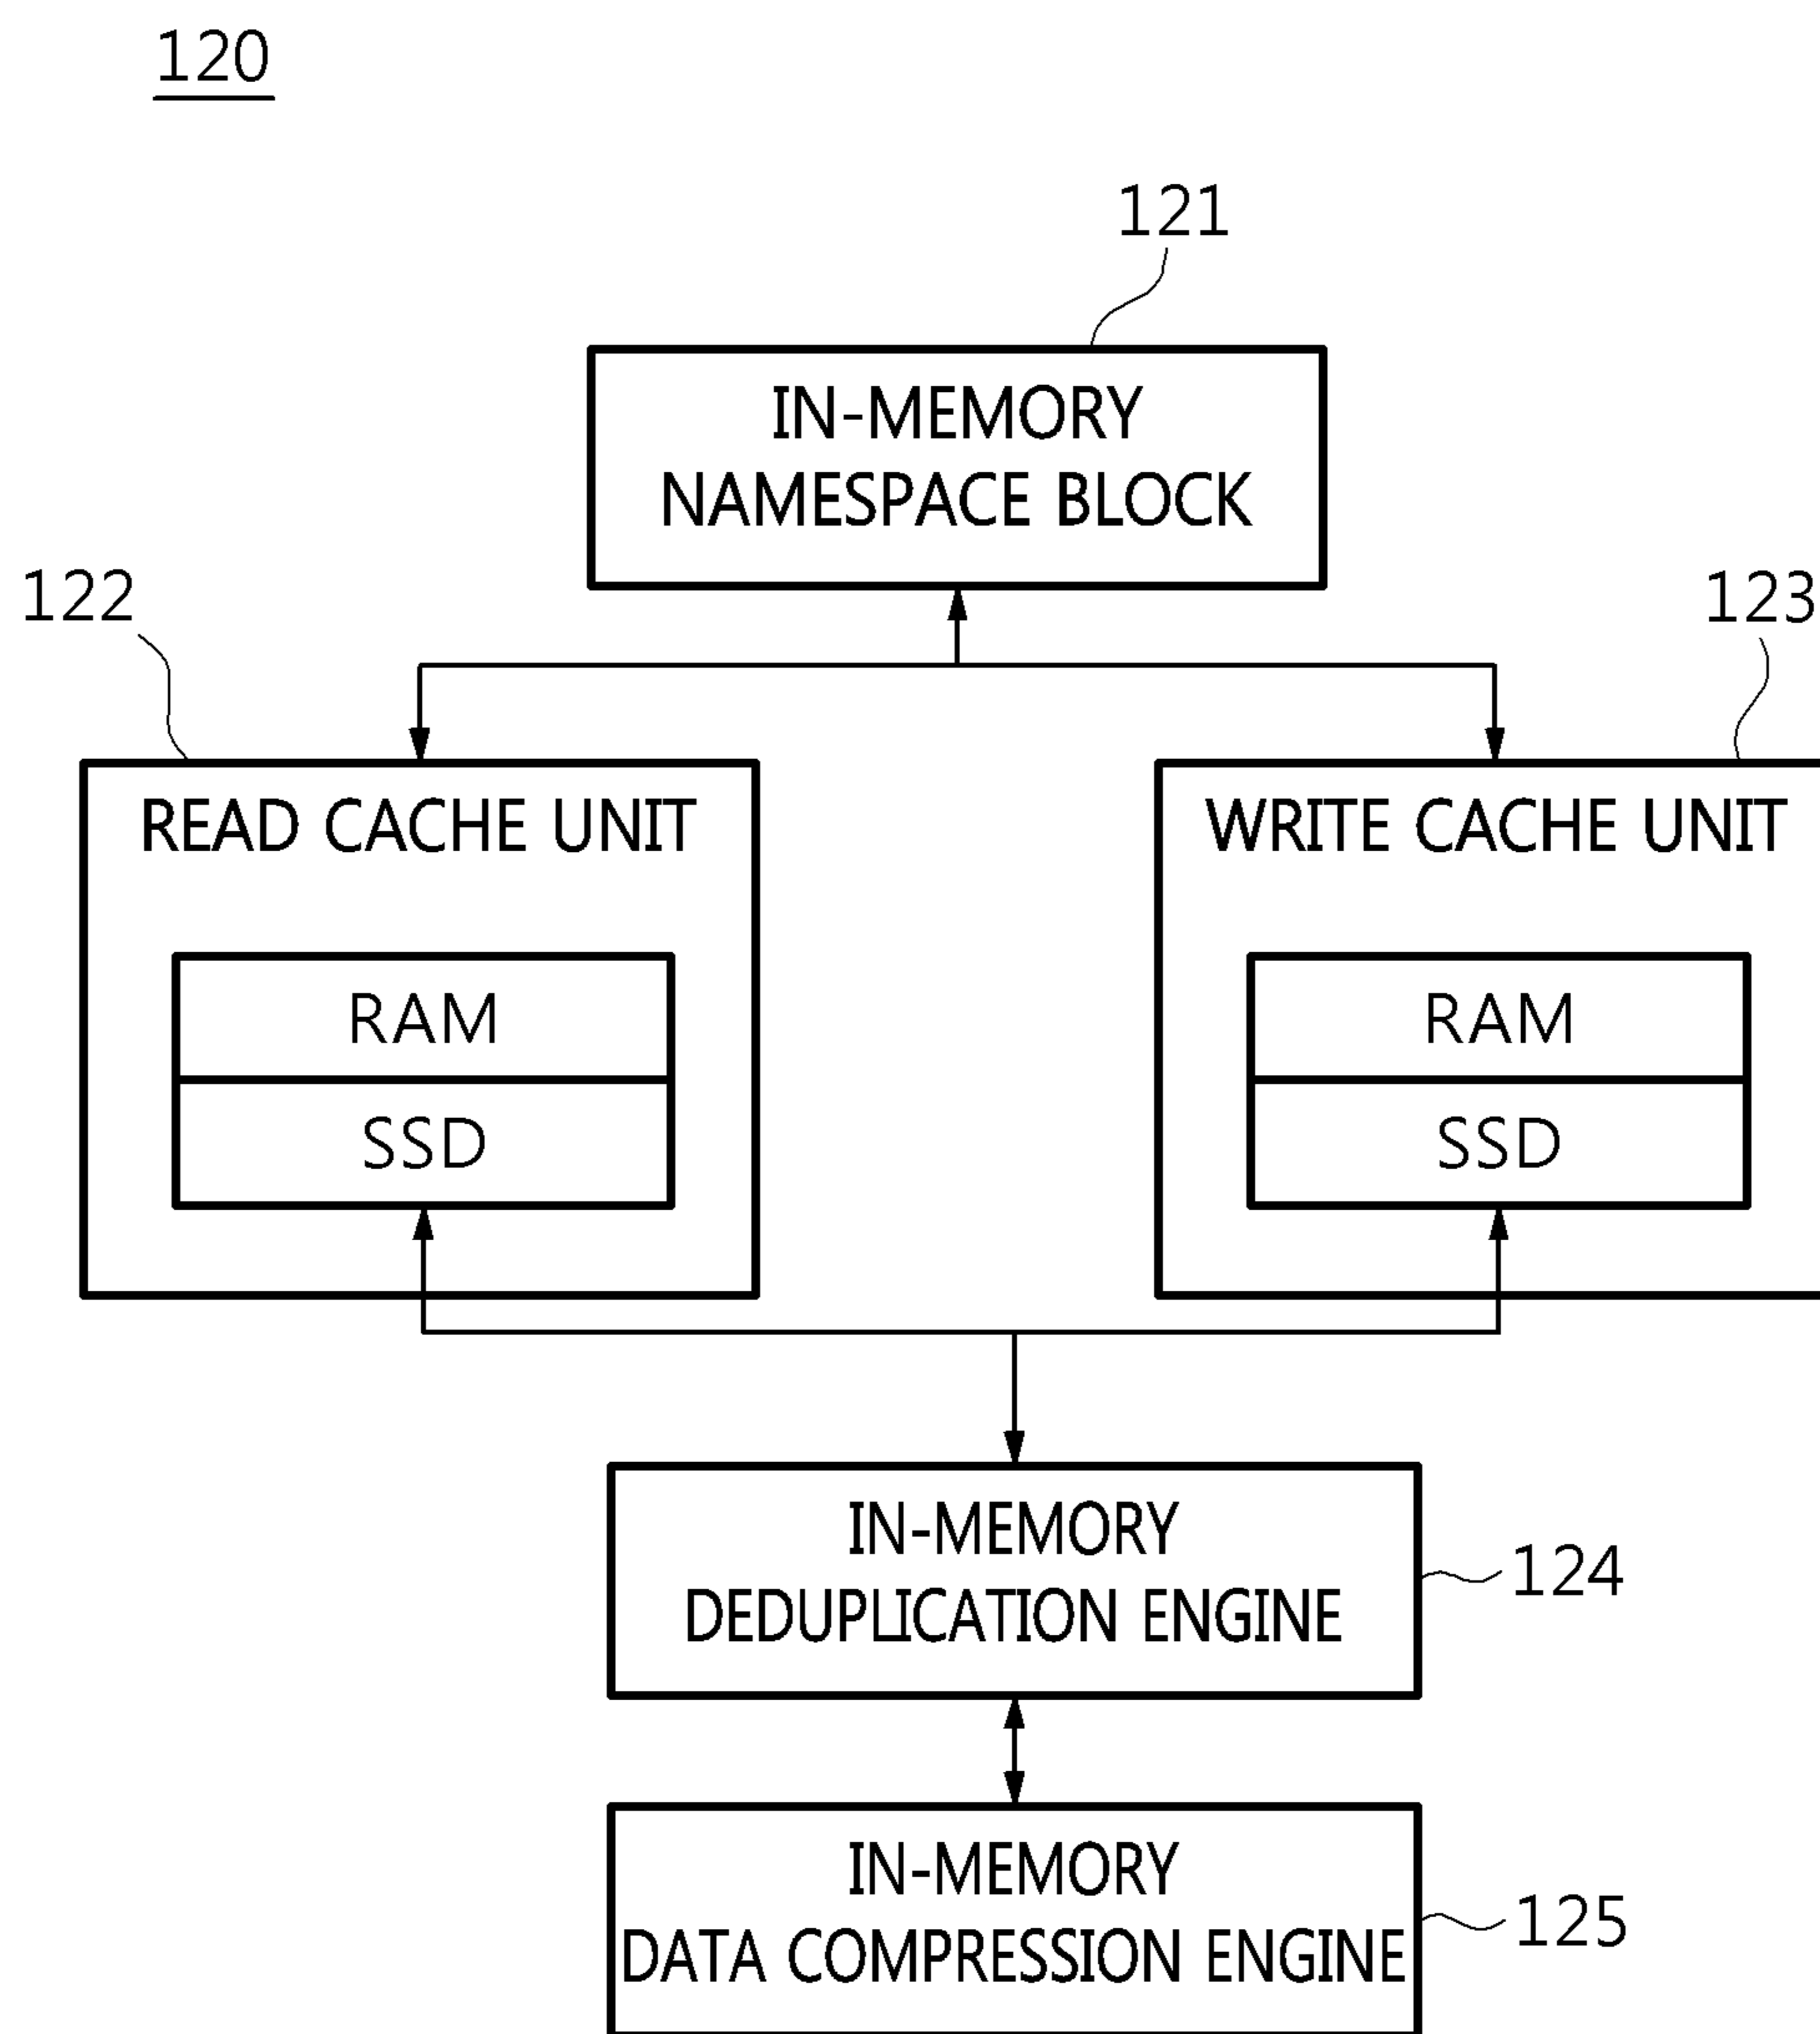 120
121
IN-MEMORY
NAMESPACE BLOCK
122
123
READ CACHE UNIT
WRITE CACHE UNIT
RAM
RAM
SSD
SSD
IN-MEMORY
DEDUPLICATION ENGINE
124
IN-MEMORY
DATA COMPRESSION ENGINE
125